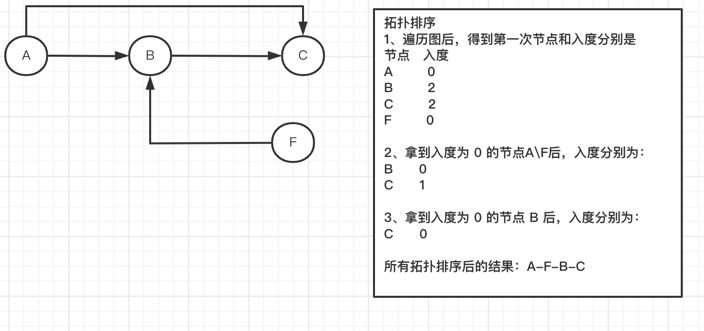 A
B
C
F
拓扑排序
1、遍历图后，得到第一次节点和入度分别是
节点 入度
A 0
B 2
C 2
F 0
2、拿到入度为 0 的节点A\F后，入度分别为：
B 0
C 1
3、拿到入度为 0 的节点 B 后，入度分别为：
C 0
所有拓扑排序后的结果：A-F-B-C